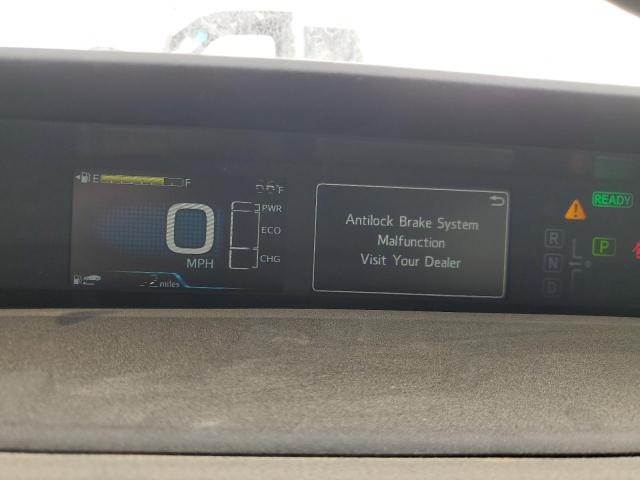 E F
°F
0
MPH
PWR
ECO
CHG
miles
Antilock Brake System
Malfunction
Visit Your Dealer
READY
R
N
D
P